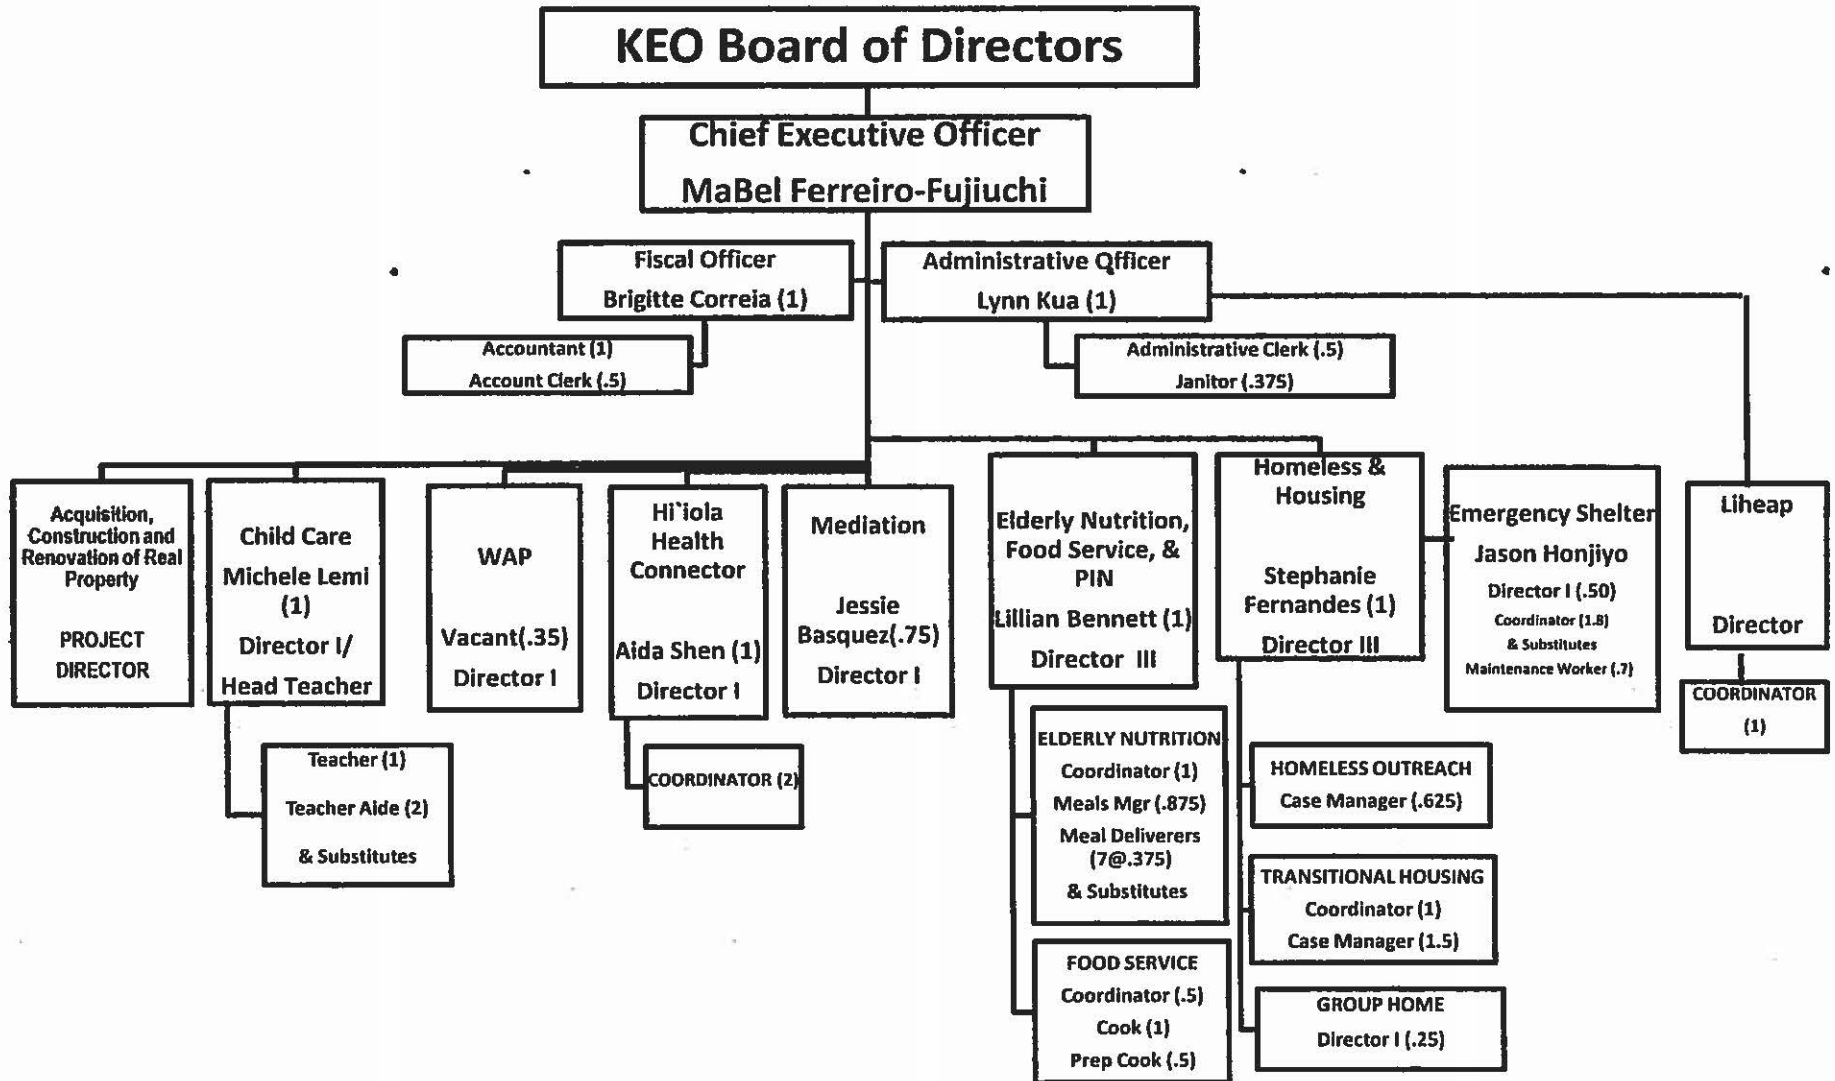 KEO Board of Directors
Chief Executive Officer
MaBel Ferreiro-Fujiuchi
Fiscal Officer
Brigitte Correia (1)
Administrative Officer
Lynn Kua (1)
Accountant (1)
Account Clerk (.5)
Administrative Clerk (.5)
Janitor (.375)
Acquisition,
Construction and
Renovation of Real
Property
PROJECT
DIRECTOR
Child Care
Michele Lemi
(1)
Director I/
Head Teacher
Teacher (1)
Teacher Aide (2)
& Substitutes
WAP
Vacant(.35)
Director I
Hi`iola
Health
Connector
Aida Shen (1)
Director I
COORDINATOR (2)
Mediation
Jessie
Basquez(.75)
Director I
Elderly Nutrition,
Food Service, &
PIN
Lillian Bennett (1)
Director III
ELDERLY NUTRITION
Coordinator (1)
Meals Mgr (.875)
Meal Deliverers
(7@.375)
& Substitutes
FOOD SERVICE
Coordinator (.5)
Cook (1)
Prep Cook (.5)
Homeless &
Housing
Stephanie
Fernandes (1)
Director III
HOMELESS OUTREACH
Case Manager (.625)
TRANSITIONAL HOUSING
Coordinator (1)
Case Manager (1.5)
GROUP HOME
Director I (.25)
Emergency Shelter
Jason Honjiyo
Director I (.50)
Coordinator (1.8)
& Substitutes
Maintenance Worker (.7)
Liheap
Director
COORDINATOR
(1)